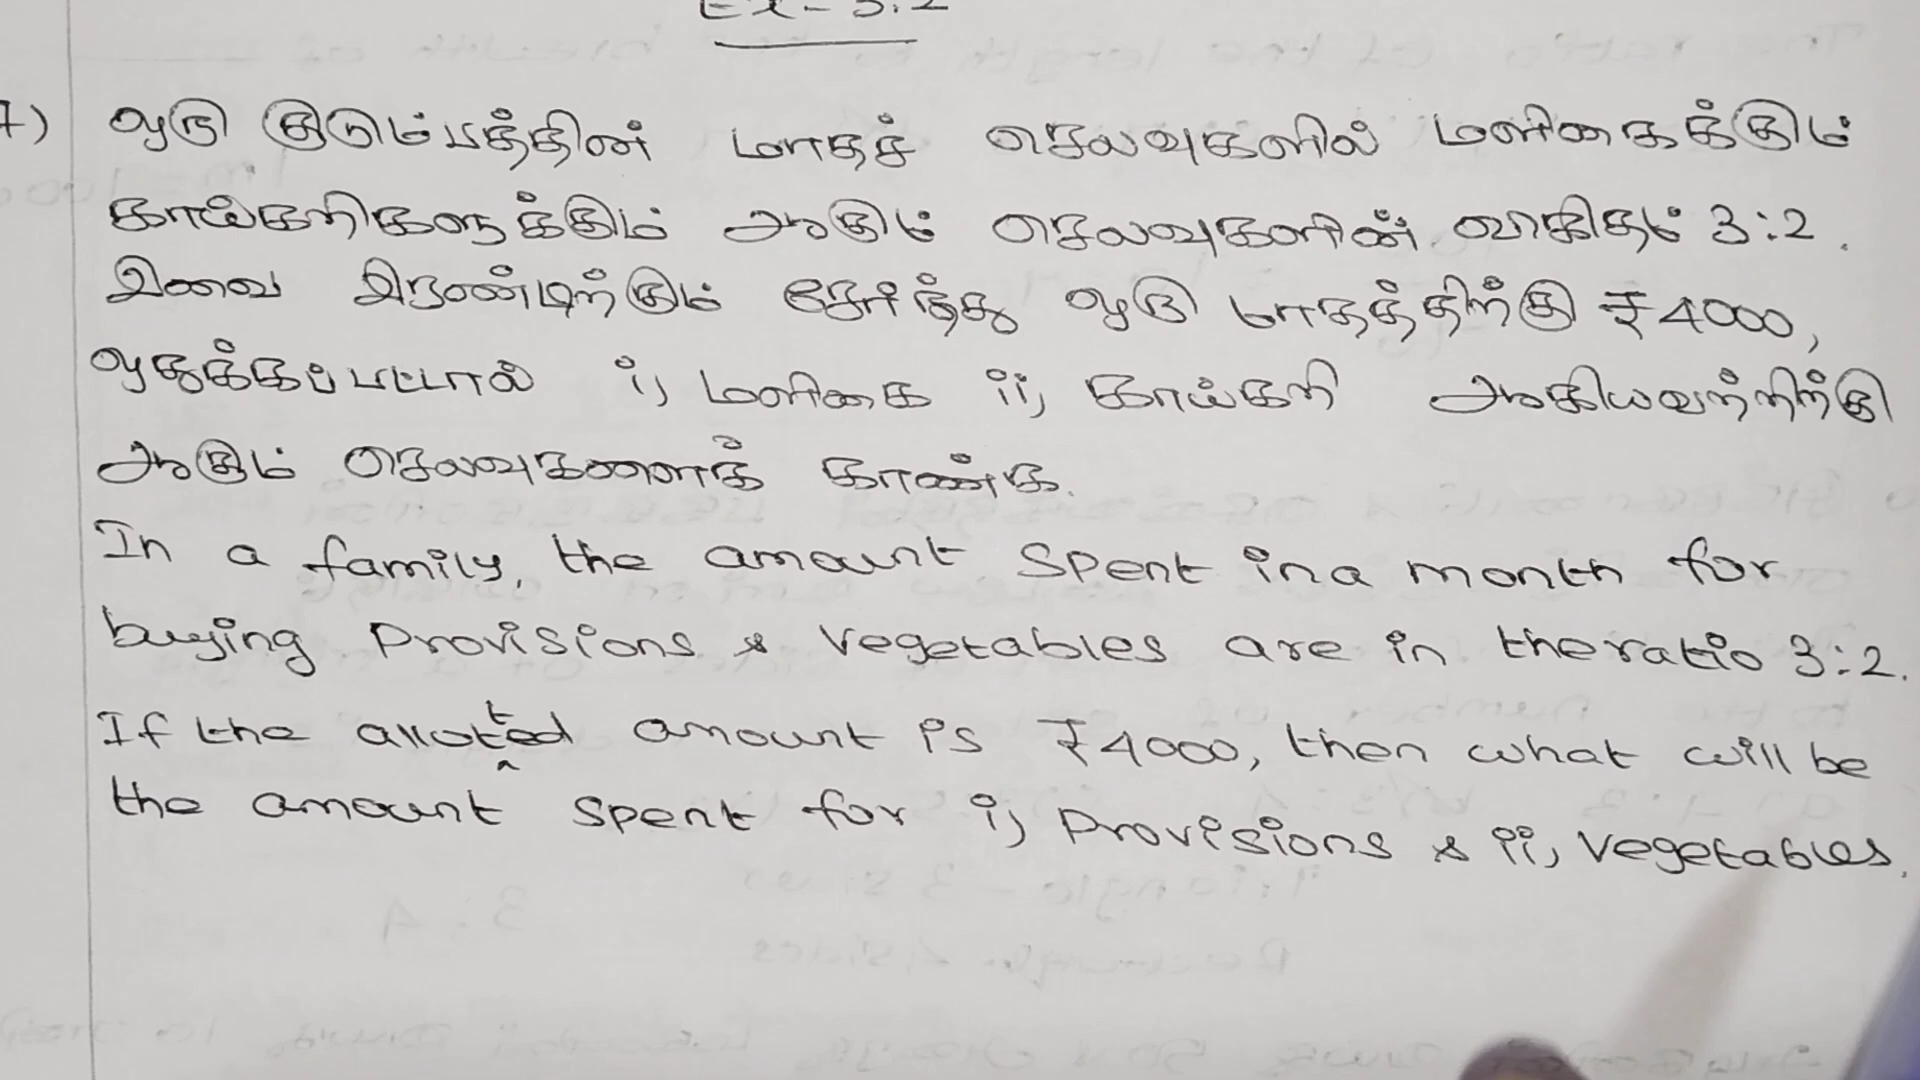 Ex - 3.2
7) ஒரு குடும்பத்தின் மாதச் செலவுகளில் மளிகைக்கும்
காய்கறிகளுக்கும் ஆகும் செலவுகளின் விகிதம் 3:2.
இவை இரண்டிற்கும் சேர்த்து ஒரு மாதத்திற்கு ₹4000,
ஒதுக்கப்பட்டால் i) மளிகை ii) காய்கறி ஆகியவற்றிற்கு
ஆகும் செலவுகளைக் காண்க.
In a family, the amount spent in a month for
buying Provisions & Vegetables are in the ratio 3:2.
If the allotted amount is ₹4000, then what will be
the amount spent for i) Provisions & ii) Vegetables.